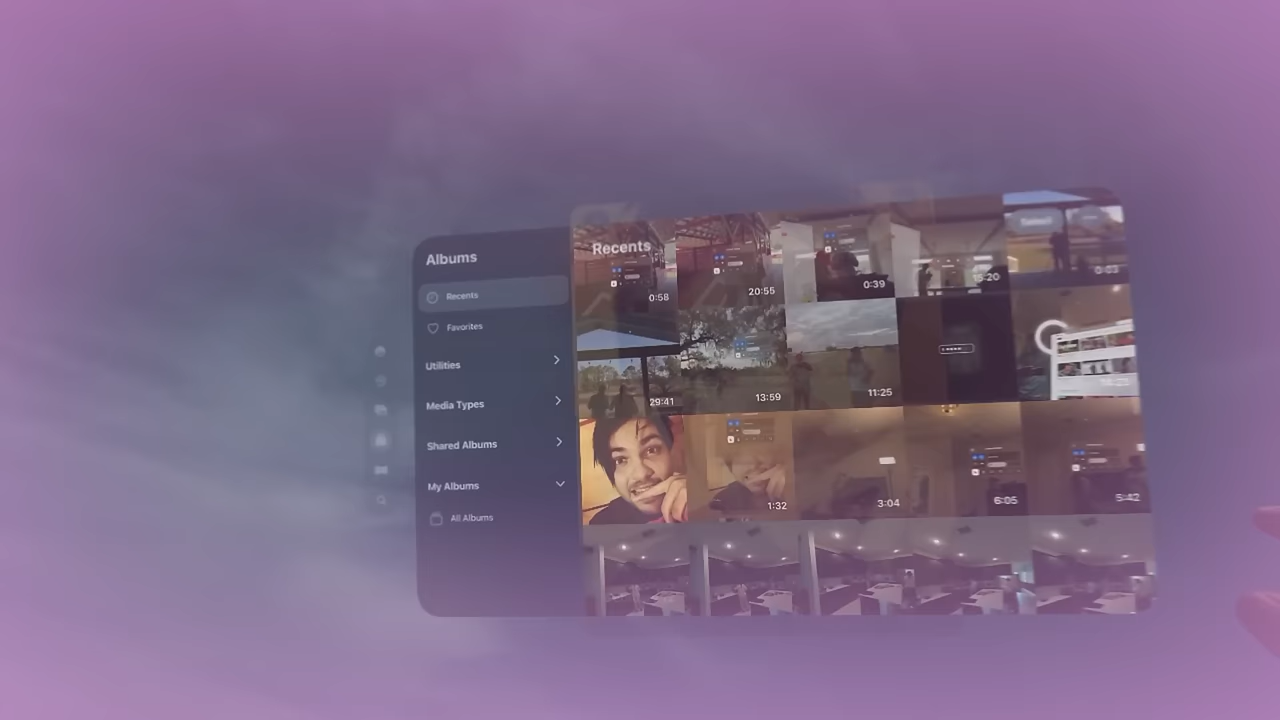 Albums
Recents
Favorites
Utilities
Media Types
Shared Albums
My Albums
All Albums
Recents
Select
0:58
20:55
0:39
15:20
0:03
29:41
13:59
11:25
1:32
3:04
6:05
5:42